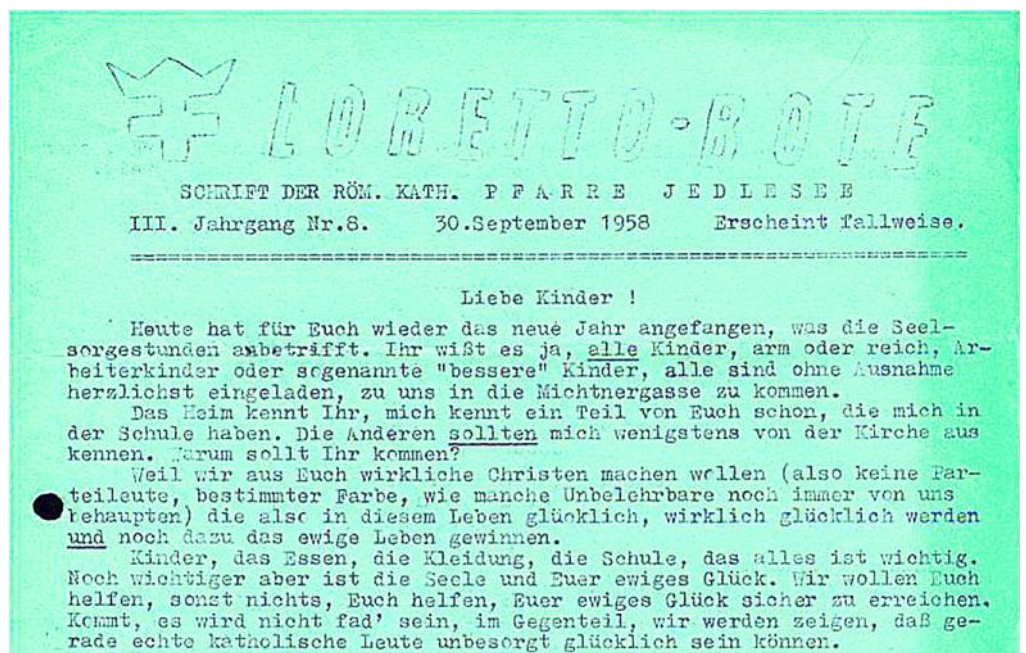 LORETTO-BOTE
SCHRIFT DER RÖM. KATH. P F A R R E J E D L E S E E
III. Jahrgang Nr.8. 30.September 1958 Erscheint fallweise.
==================================================================
Liebe Kinder !
Heute hat für Euch wieder das neue Jahr angefangen, was die Seel-
sorgestunden anbetrifft. Ihr wißt es ja, alle Kinder, arm oder reich, Ar-
beiterkinder oder sogenannte "bessere" Kinder, alle sind ohne Ausnahme
herzlichst eingeladen, zu uns in die Michtnergasse zu kommen.
Das Heim kennt Ihr, mich kennt ein Teil von Euch schon, die mich in
der Schule haben. Die Anderen sollten mich wenigstens von der Kirche aus
kennen. Warum sollt Ihr kommen?
Weil wir aus Euch wirkliche Christen machen wollen (also keine Par-
teileute, bestimmter Farbe, wie manche Unbelehrbare noch immer von uns
behaupten) die also in diesem Leben glücklich, wirklich glücklich werden
und noch dazu das ewige Leben gewinnen.
Kinder, das Essen, die Kleidung, die Schule, das alles ist wichtig.
Noch wichtiger aber ist die Seele und Euer ewiges Glück. Wir wollen Euch
helfen, sonst nichts, Euch helfen, Euer ewiges Glück sicher zu erreichen.
Kommt, es wird nicht fad' sein, im Gegenteil, wir werden zeigen, daß ge-
rade echte katholische Leute unbesorgt glücklich sein können.